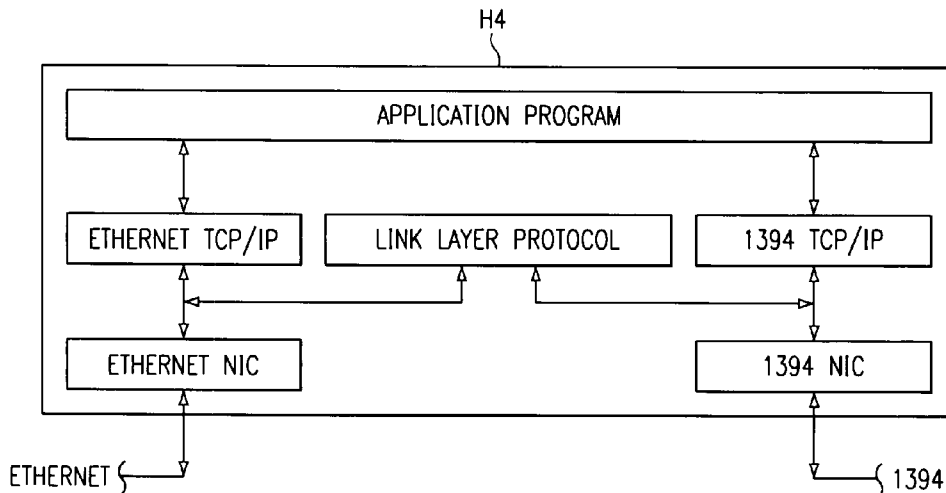 H4
APPLICATION PROGRAM
ETHERNET TCP/IP
LINK LAYER PROTOCOL
1394 TCP/IP
ETHERNET NIC
1394 NIC
ETHERNET
1394